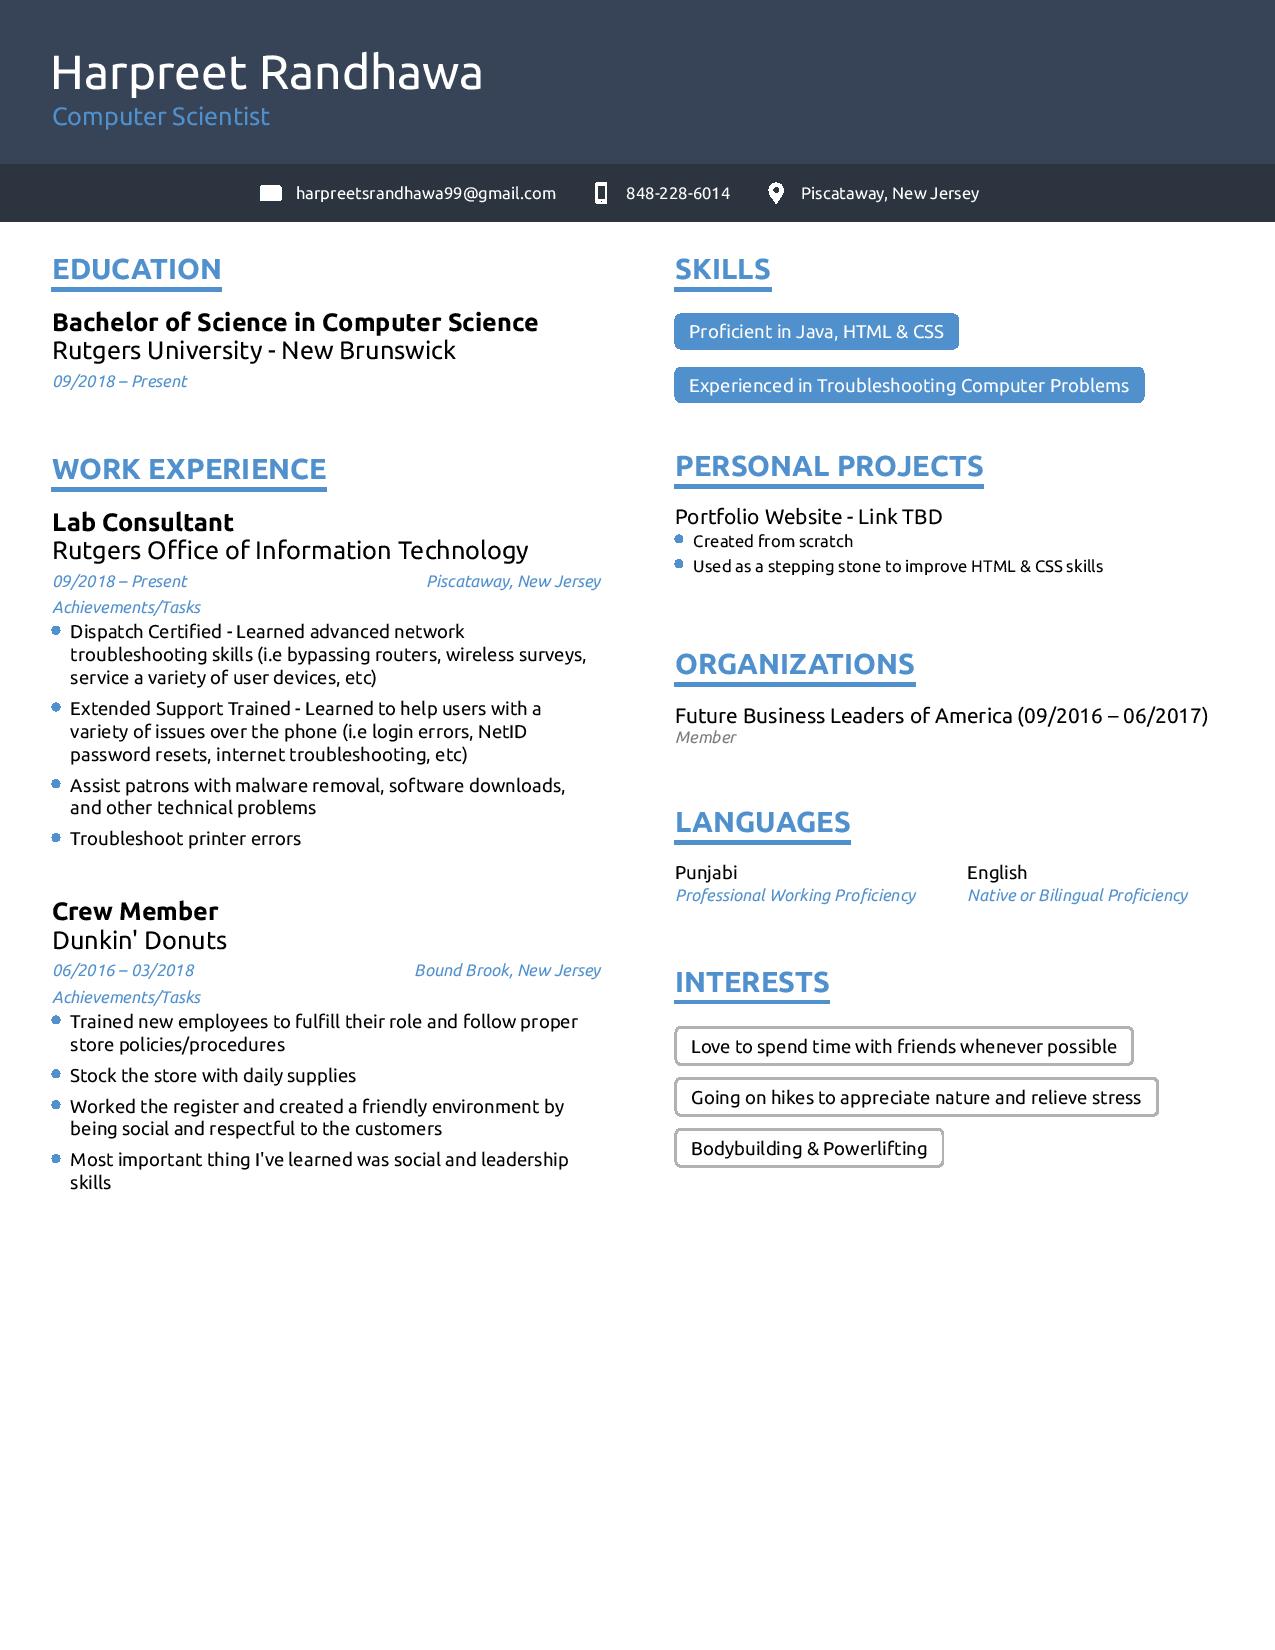 Harpreet Randhawa
Computer Scientist
harpreetsrandhawa99@gmail.com
848-228-6014
Piscataway, New Jersey
EDUCATION
Bachelor of Science in Computer Science
Rutgers University - New Brunswick
09/2018 – Present
WORK EXPERIENCE
Lab Consultant
Rutgers Office of Information Technology
09/2018 – Present
Piscataway, New Jersey
Achievements/Tasks
Dispatch Certified - Learned advanced network
troubleshooting skills (i.e bypassing routers, wireless surveys,
service a variety of user devices, etc)
Extended Support Trained - Learned to help users with a
variety of issues over the phone (i.e login errors, NetID
password resets, internet troubleshooting, etc)
Assist patrons with malware removal, software downloads,
and other technical problems
Troubleshoot printer errors
Crew Member
Dunkin' Donuts
06/2016 – 03/2018
Bound Brook, New Jersey
Achievements/Tasks
Trained new employees to fulfill their role and follow proper
store policies/procedures
Stock the store with daily supplies
Worked the register and created a friendly environment by
being social and respectful to the customers
Most important thing I've learned was social and leadership
skills
SKILLS
Proficient in Java, HTML & CSS
Experienced in Troubleshooting Computer Problems
PERSONAL PROJECTS
Portfolio Website - Link TBD
Created from scratch
Used as a stepping stone to improve HTML & CSS skills
ORGANIZATIONS
Future Business Leaders of America (09/2016 – 06/2017)
Member
LANGUAGES
Punjabi
Professional Working Proficiency
English
Native or Bilingual Proficiency
INTERESTS
Love to spend time with friends whenever possible
Going on hikes to appreciate nature and relieve stress
Bodybuilding & Powerlifting